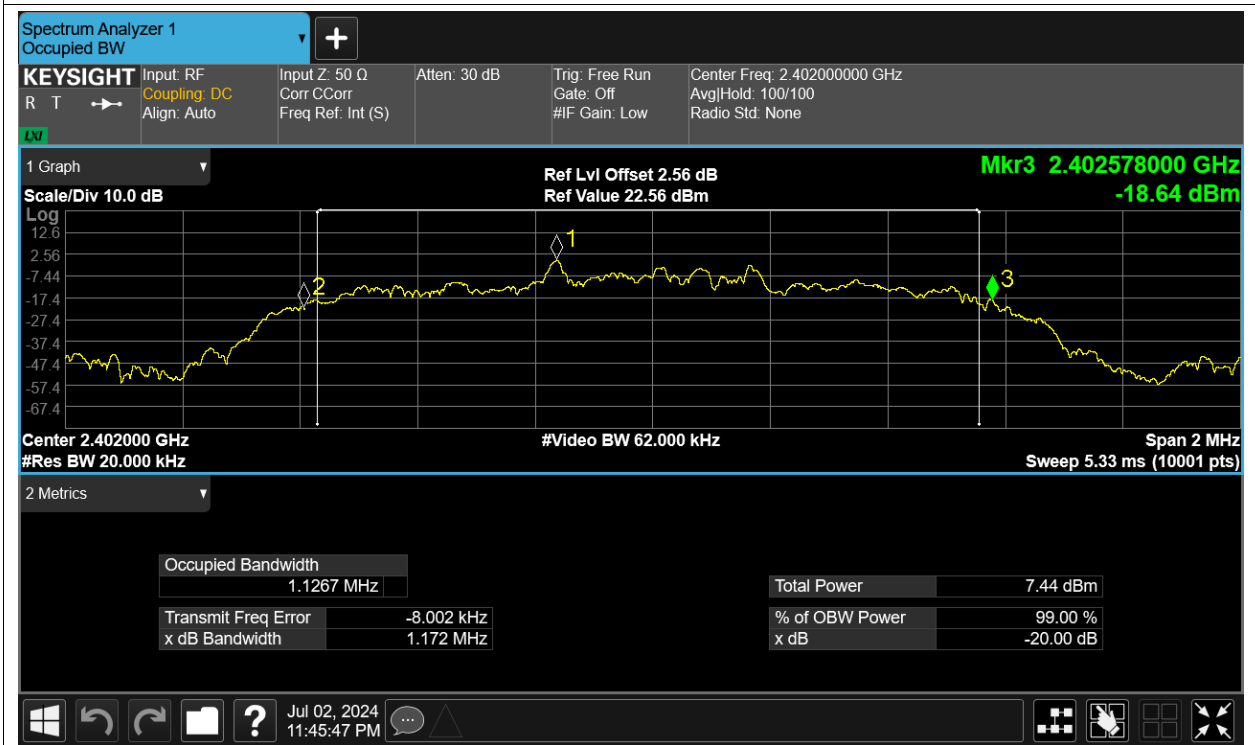 Spectrum Analyzer 1
Occupied BW
KEYSIGHT
R T
LXI
Input: RF
Coupling: DC
Align: Auto
Input Z: 50 Ω
Corr CCorr
Freq Ref: Int (S)
Atten: 30 dB
Trig: Free Run
Gate: Off
#IF Gain: Low
Center Freq: 2.402000000 GHz
Avg|Hold: 100/100
Radio Std: None
1 Graph
Scale/Div 10.0 dB
Ref Lvl Offset 2.56 dB
Ref Value 22.56 dBm
Mkr3 2.402578000 GHz
-18.64 dBm
Log
12.6
2.56
-7.44
-17.4
-27.4
-37.4
-47.4
-57.4
-67.4
1
2
3
Center 2.402000 GHz
#Res BW 20.000 kHz
#Video BW 62.000 kHz
Span 2 MHz
Sweep 5.33 ms (10001 pts)
2 Metrics
Occupied Bandwidth
1.1267 MHz
Transmit Freq Error -8.002 kHz
x dB Bandwidth 1.172 MHz
Total Power 7.44 dBm
% of OBW Power 99.00 %
x dB -20.00 dB
?
Jul 02, 2024
11:45:47 PM